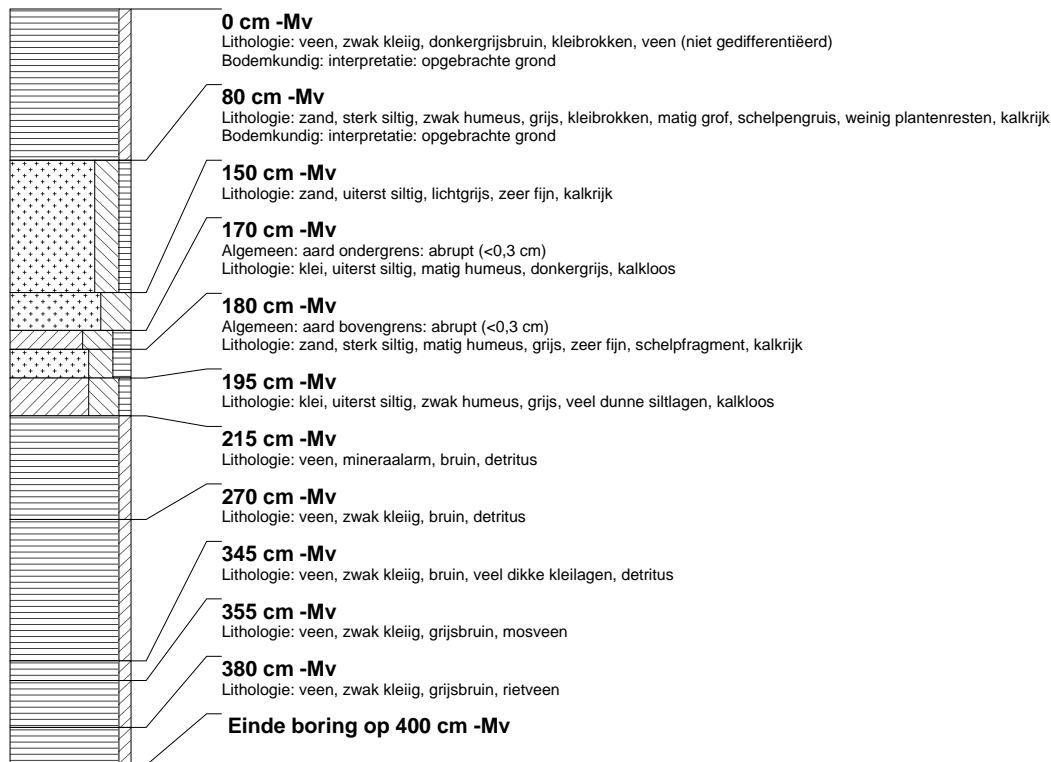 0 cm -Mv
Lithologie: veen, zwak kleiig, donkergrijsbruin, kleibrokken, veen (niet gedifferentiëerd)
Bodemkundig: interpretatie: opgebrachte grond
80 cm -Mv
Lithologie: zand, sterk siltig, zwak humeus, grijs, kleibrokken, matig grof, schelpengruis, weinig plantenresten, kalkrijk
Bodemkundig: interpretatie: opgebrachte grond
150 cm -Mv
Lithologie: zand, uiterst siltig, lichtgrijs, zeer fijn, kalkrijk
170 cm -Mv
Algemeen: aard ondergrens: abrupt (<0,3 cm)
Lithologie: klei, uiterst siltig, matig humeus, donkergrijs, kalkloos
180 cm -Mv
Algemeen: aard bovengrens: abrupt (<0,3 cm)
Lithologie: zand, sterk siltig, matig humeus, grijs, zeer fijn, schelpfragment, kalkrijk
195 cm -Mv
Lithologie: klei, uiterst siltig, zwak humeus, grijs, veel dunne siltlagen, kalkloos
215 cm -Mv
Lithologie: veen, mineraalarm, bruin, detritus
270 cm -Mv
Lithologie: veen, zwak kleiig, bruin, detritus
345 cm -Mv
Lithologie: veen, zwak kleiig, bruin, veel dikke kleilagen, detritus
355 cm -Mv
Lithologie: veen, zwak kleiig, grijsbruin, mosveen
380 cm -Mv
Lithologie: veen, zwak kleiig, grijsbruin, rietveen
Einde boring op 400 cm -Mv